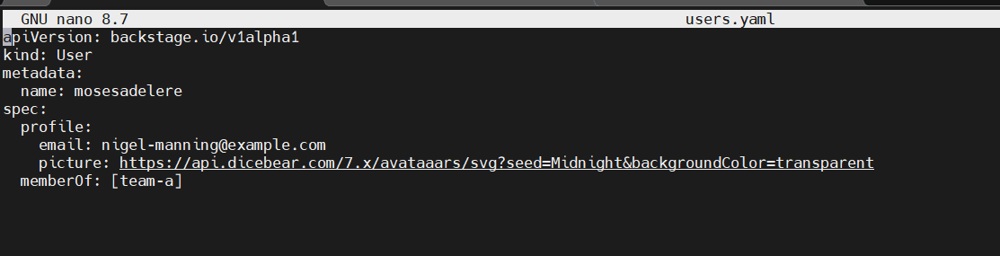 GNU nano 8.7 users.yaml
apiVersion: backstage.io/v1alpha1
kind: User
metadata:
  name: mosesadelere
spec:
  profile:
    email: nigel-manning@example.com
    picture: https://api.dicebear.com/7.x/avataaars/svg?seed=Midnight&backgroundColor=transparent
  memberOf: [team-a]